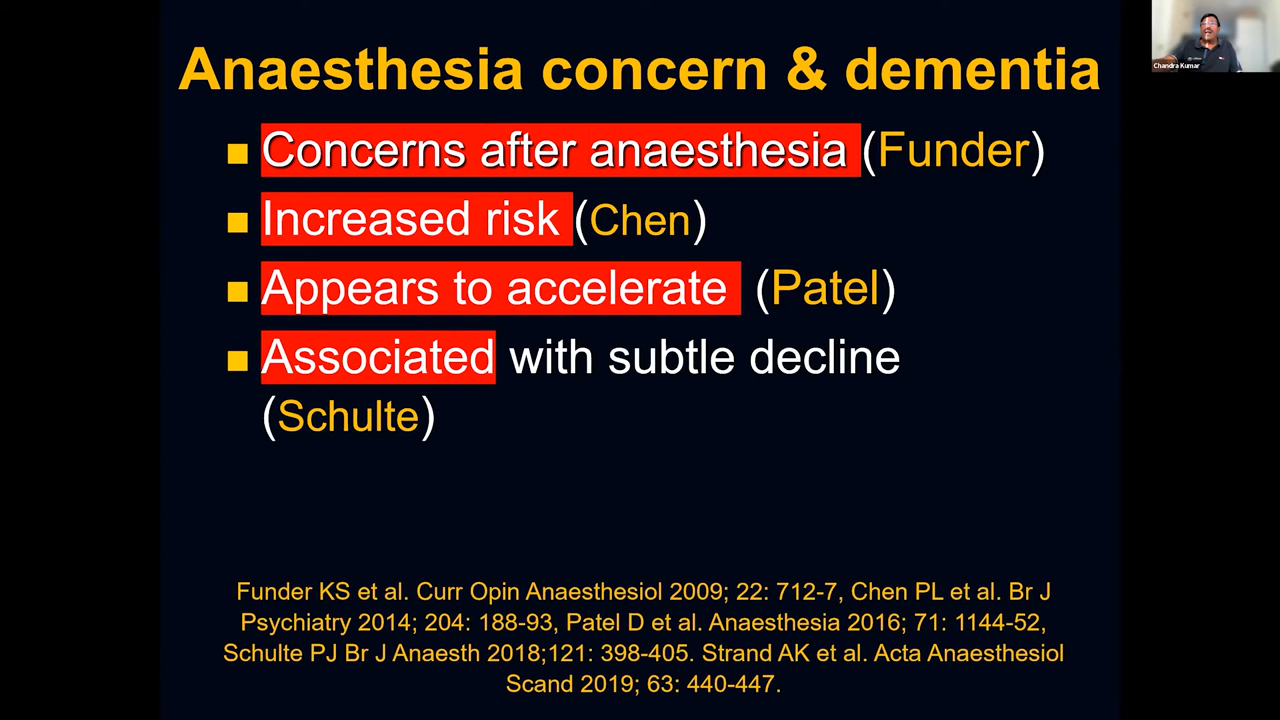 Anaesthesia concern & dementia
Concerns after anaesthesia (Funder)
Increased risk (Chen)
Appears to accelerate (Patel)
Associated with subtle decline
(Schulte)
Funder KS et al. Curr Opin Anaesthesiol 2009; 22: 712-7, Chen PL et al. Br J
Psychiatry 2014; 204: 188-93, Patel D et al. Anaesthesia 2016; 71: 1144-52,
Schulte PJ Br J Anaesth 2018;121: 398-405. Strand AK et al. Acta Anaesthesiol
Scand 2019; 63: 440-447.
Chandra Kumar